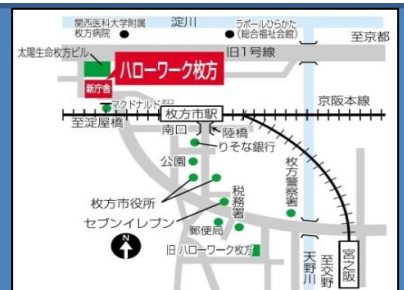 関西医科大学附属
枚方病院
淀川
ラポールひらかた
(総合福祉会館)
至京都
太陽生命枚方ビル
旧1号線
ハローワーク枚方
新庁舎
マクドナルド
京阪本線
枚方市駅
至淀屋橋
南口
陸橋
りそな銀行
公園
枚方市役所
税務署
枚方警察署
セブンイレブン
郵便局
旧 ハローワーク枚方
天野川
至交野
宮之阪
N